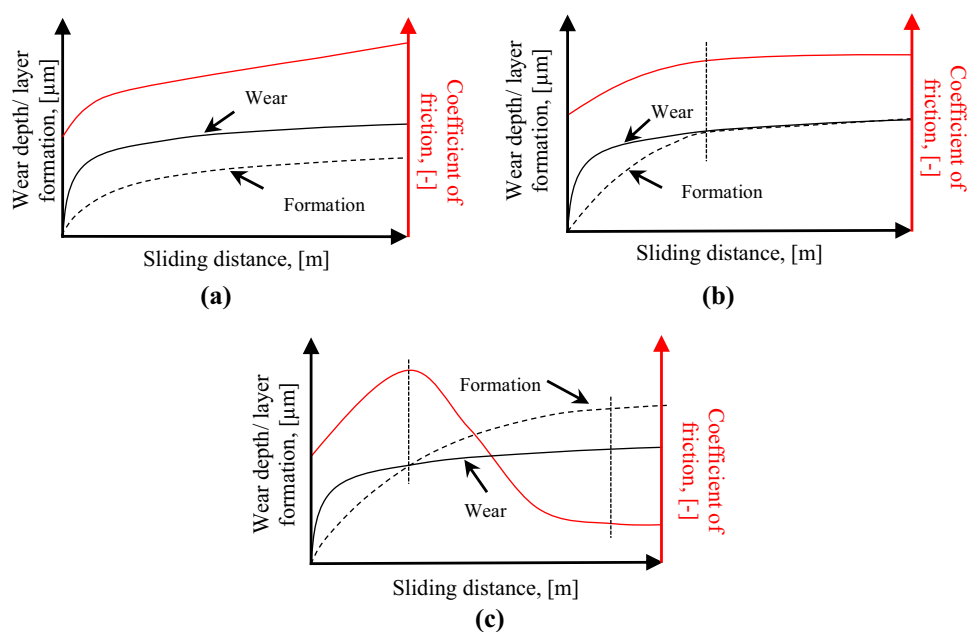 Wear depth/ layer
formation, [µm]
Wear
Formation
Coefficient of
friction, [-]
Sliding distance, [m]
(a)
Wear depth/ layer
formation, [µm]
Wear
Formation
Coefficient of
friction, [-]
Sliding distance, [m]
(b)
Wear depth/ layer
formation, [µm]
Formation
Wear
Coefficient of
friction, [-]
Sliding distance, [m]
(c)